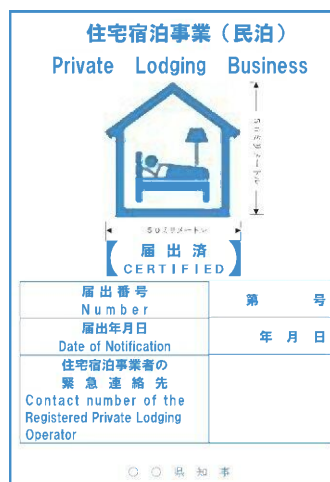 住宅宿泊事業（民泊）
Private Lodging Business
届出済
CERTIFIED
届出番号
Number
第 号
届出年月日
Date of Notification
年 月 日
住宅宿泊事業者の
緊急連絡先
Contact number of the
Registered Private Lodging
Operator
○○県知事